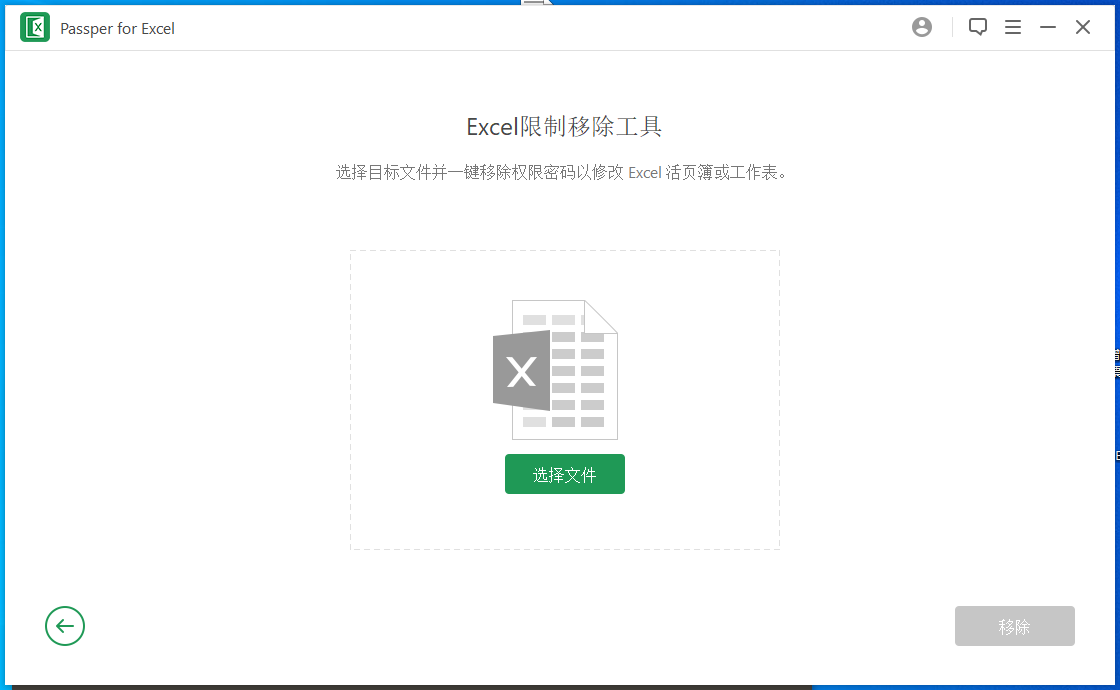 Passper for Excel
Excel限制移除工具
选择目标文件并一键移除权限密码以修改 Excel 活页簿或工作表。
X
选择文件
移除